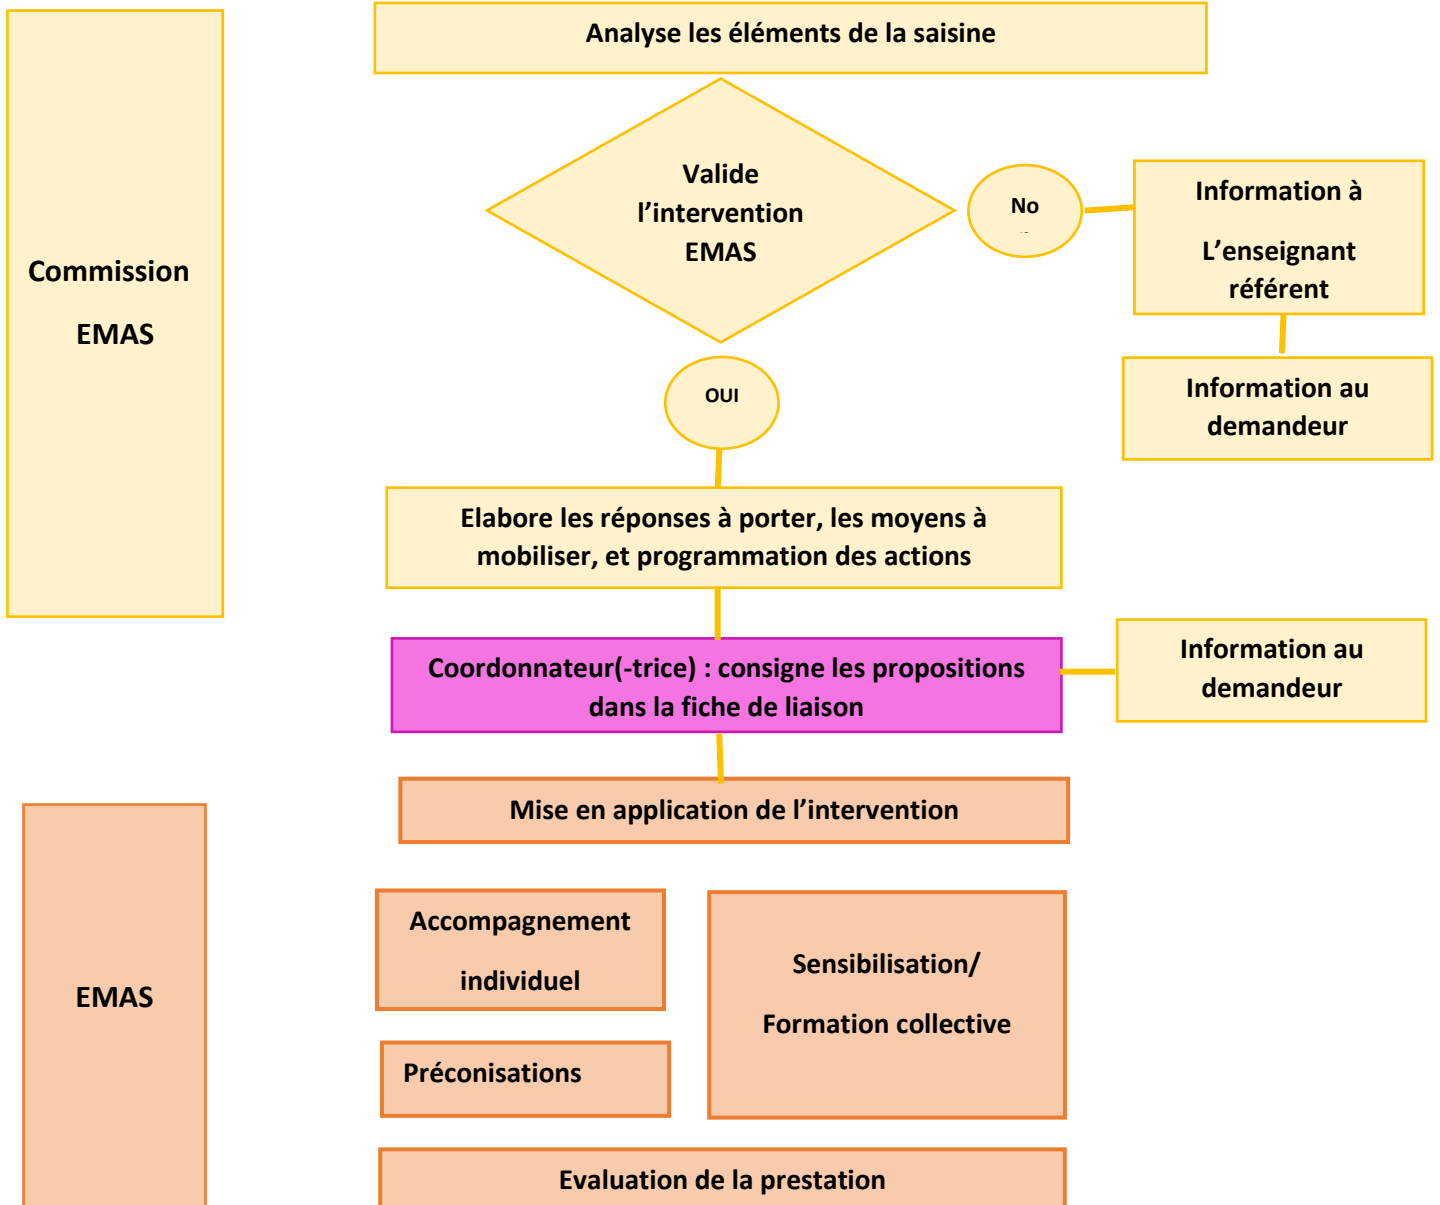 Analyse les éléments de la saisine
Commission
EMAS
Valide
l’intervention
EMAS
No
Information à
L’enseignant
référent
Information au
demandeur
OUI
Elabore les réponses à porter, les moyens à
mobiliser, et programmation des actions
Coordonnateur(-trice) : consigne les propositions
dans la fiche de liaison
Information au
demandeur
Mise en application de l’intervention
EMAS
Accompagnement
individuel
Sensibilisation/
Formation collective
Préconisations
Evaluation de la prestation